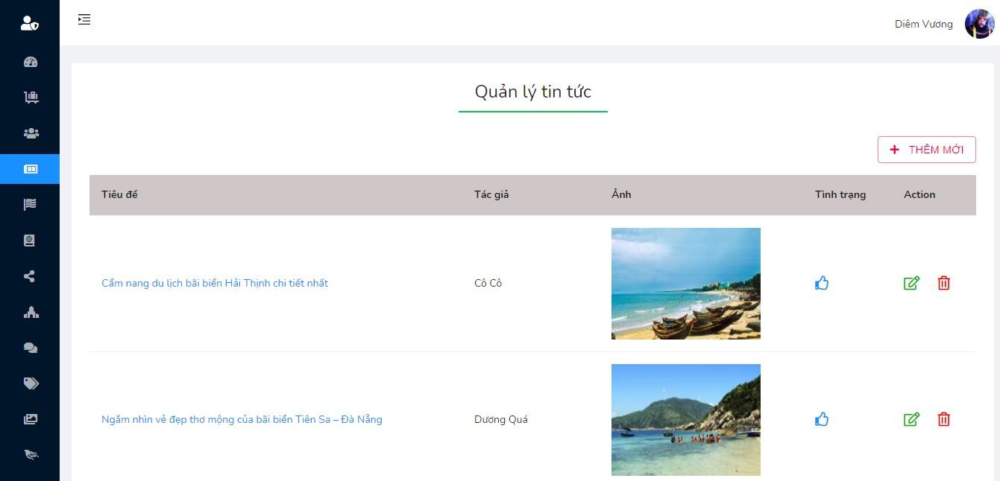 Diêm Vương
Quản lý tin tức
THÊM MỚI
Tiêu đề Tác giả Ảnh Tình trạng Action
Cẩm nang du lịch bãi biển Hải Thịnh chi tiết nhất Cô Cô
Ngắm nhìn vẻ đẹp thơ mộng của bãi biển Tiên Sa – Đà Nẵng Dương Quá